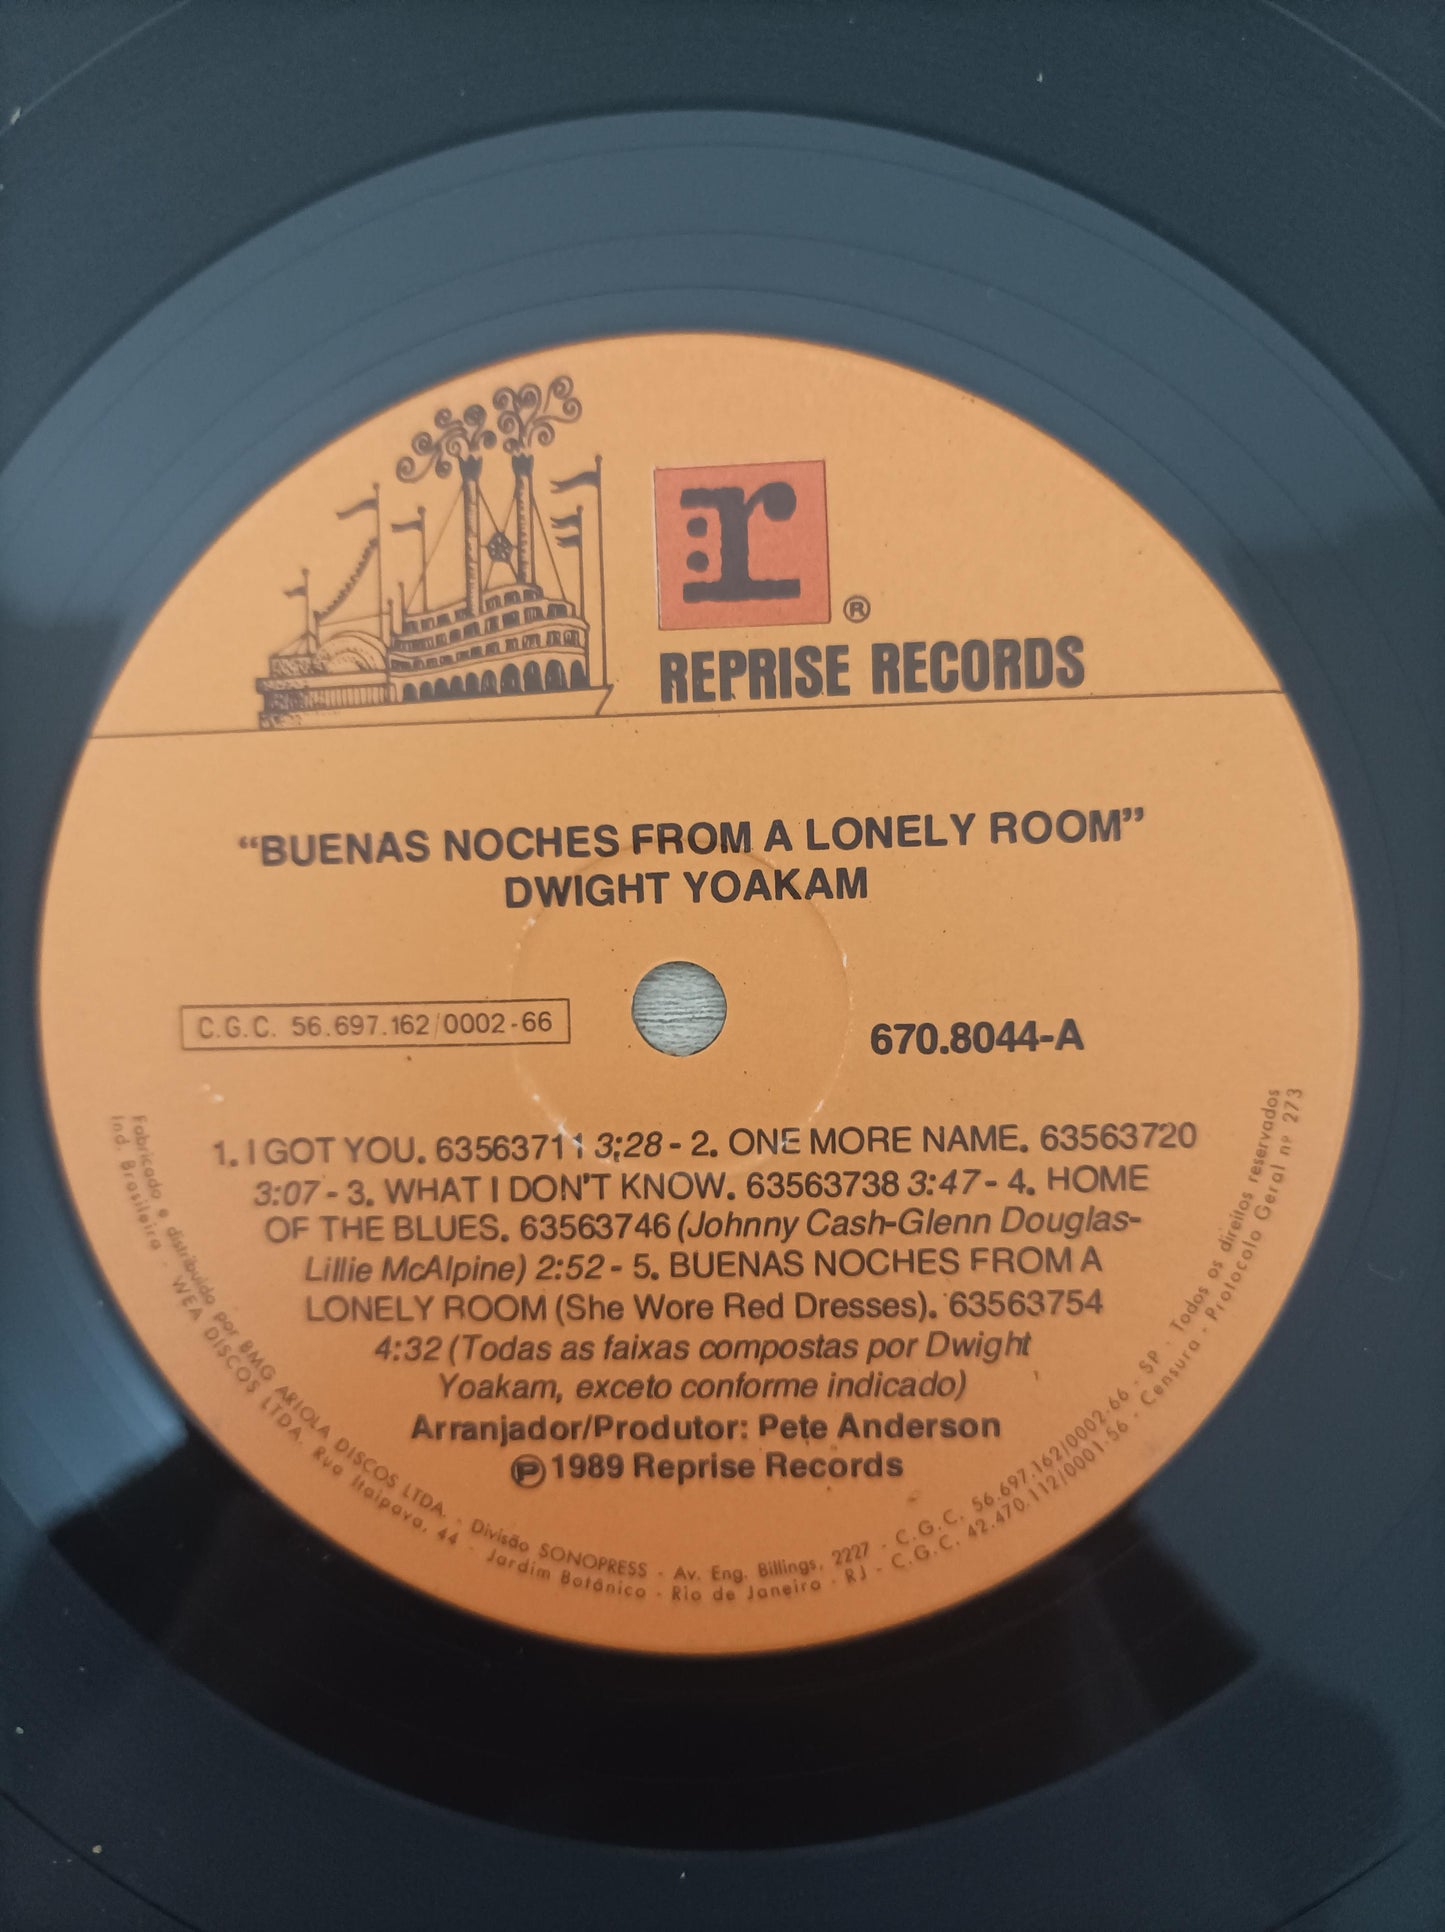 r
®
REPRISE RECORDS
“BUENAS NOCHES FROM A LONELY ROOM”
DWIGHT YOAKAM
C.G.C. 56.697.162/0002-66
670.8044-A
1. I GOT YOU. 63563711 3:28 - 2. ONE MORE NAME. 63563720
3:07 - 3. WHAT I DON'T KNOW. 63563738 3:47 - 4. HOME
OF THE BLUES. 63563746 (Johnny Cash-Glenn Douglas-
Lillie McAlpine) 2:52 - 5. BUENAS NOCHES FROM A
LONELY ROOM (She Wore Red Dresses). 63563754
4:32 (Todas as faixas compostas por Dwight
Yoakam, exceto conforme indicado)
Arranjador/Produtor: Pete Anderson
Ⓟ 1989 Reprise Records
Fabricado e distribuído por BMG ARIOLA DISCOS LTDA. - Divisão SONOPRESS - Av. Eng. Billings, 2227 - C.G.C. 56.697.162/0002-66 - SP - Todos os direitos reservados
Ind. Brasileira - WEA DISCOS LTDA. Rua Itaipava, 44 - Jardim Botânico - Rio de Janeiro - RJ - C.G.C. 42.470.112/0001-56 - Censura - Protocolo Geral nº 273